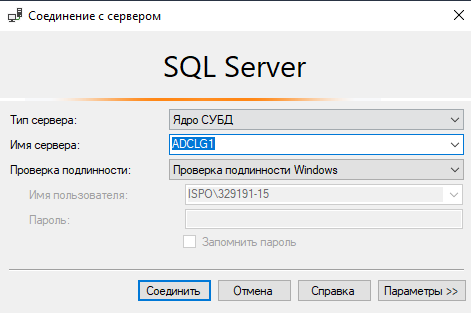 Соединение с сервером
SQL Server
Тип сервера: Ядро СУБД
Имя сервера: ADCLG1
Проверка подлинности: Проверка подлинности Windows
Имя пользователя: ISPO\329191-15
Пароль:
Запомнить пароль
Соединить Отмена Справка Параметры >>